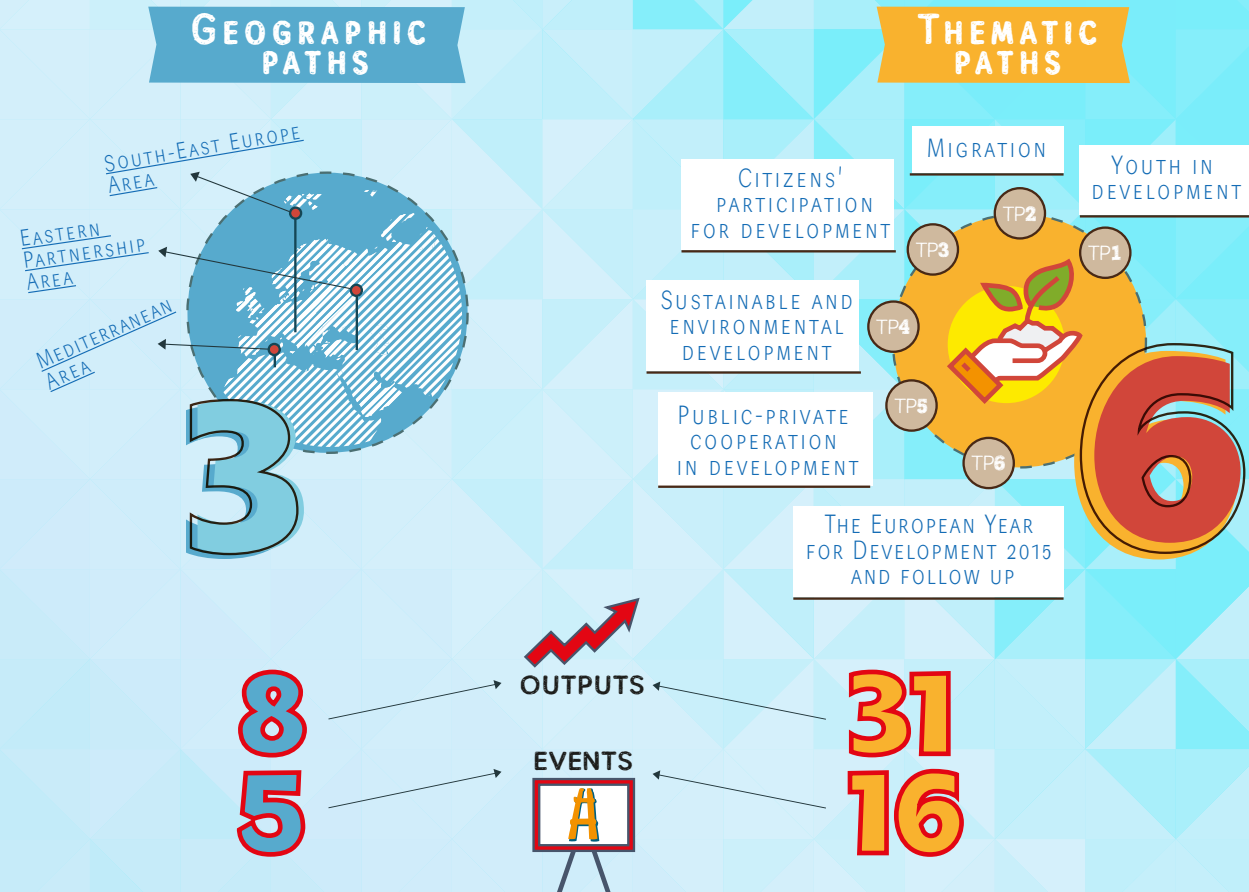 GEOGRAPHIC
PATHS
SOUTH-EAST EUROPE
AREA
EASTERN
PARTNERSHIP
AREA
MEDITERRANEAN
AREA
3
THEMATIC
PATHS
MIGRATION
YOUTH IN
DEVELOPMENT
CITIZENS'
PARTICIPATION
FOR DEVELOPMENT
SUSTAINABLE AND
ENVIRONMENTAL
DEVELOPMENT
PUBLIC-PRIVATE
COOPERATION
IN DEVELOPMENT
THE EUROPEAN YEAR
FOR DEVELOPMENT 2015
AND FOLLOW UP
TP2
TP1
TP3
TP4
TP5
TP6
6
8
OUTPUTS
31
5
EVENTS
16
A